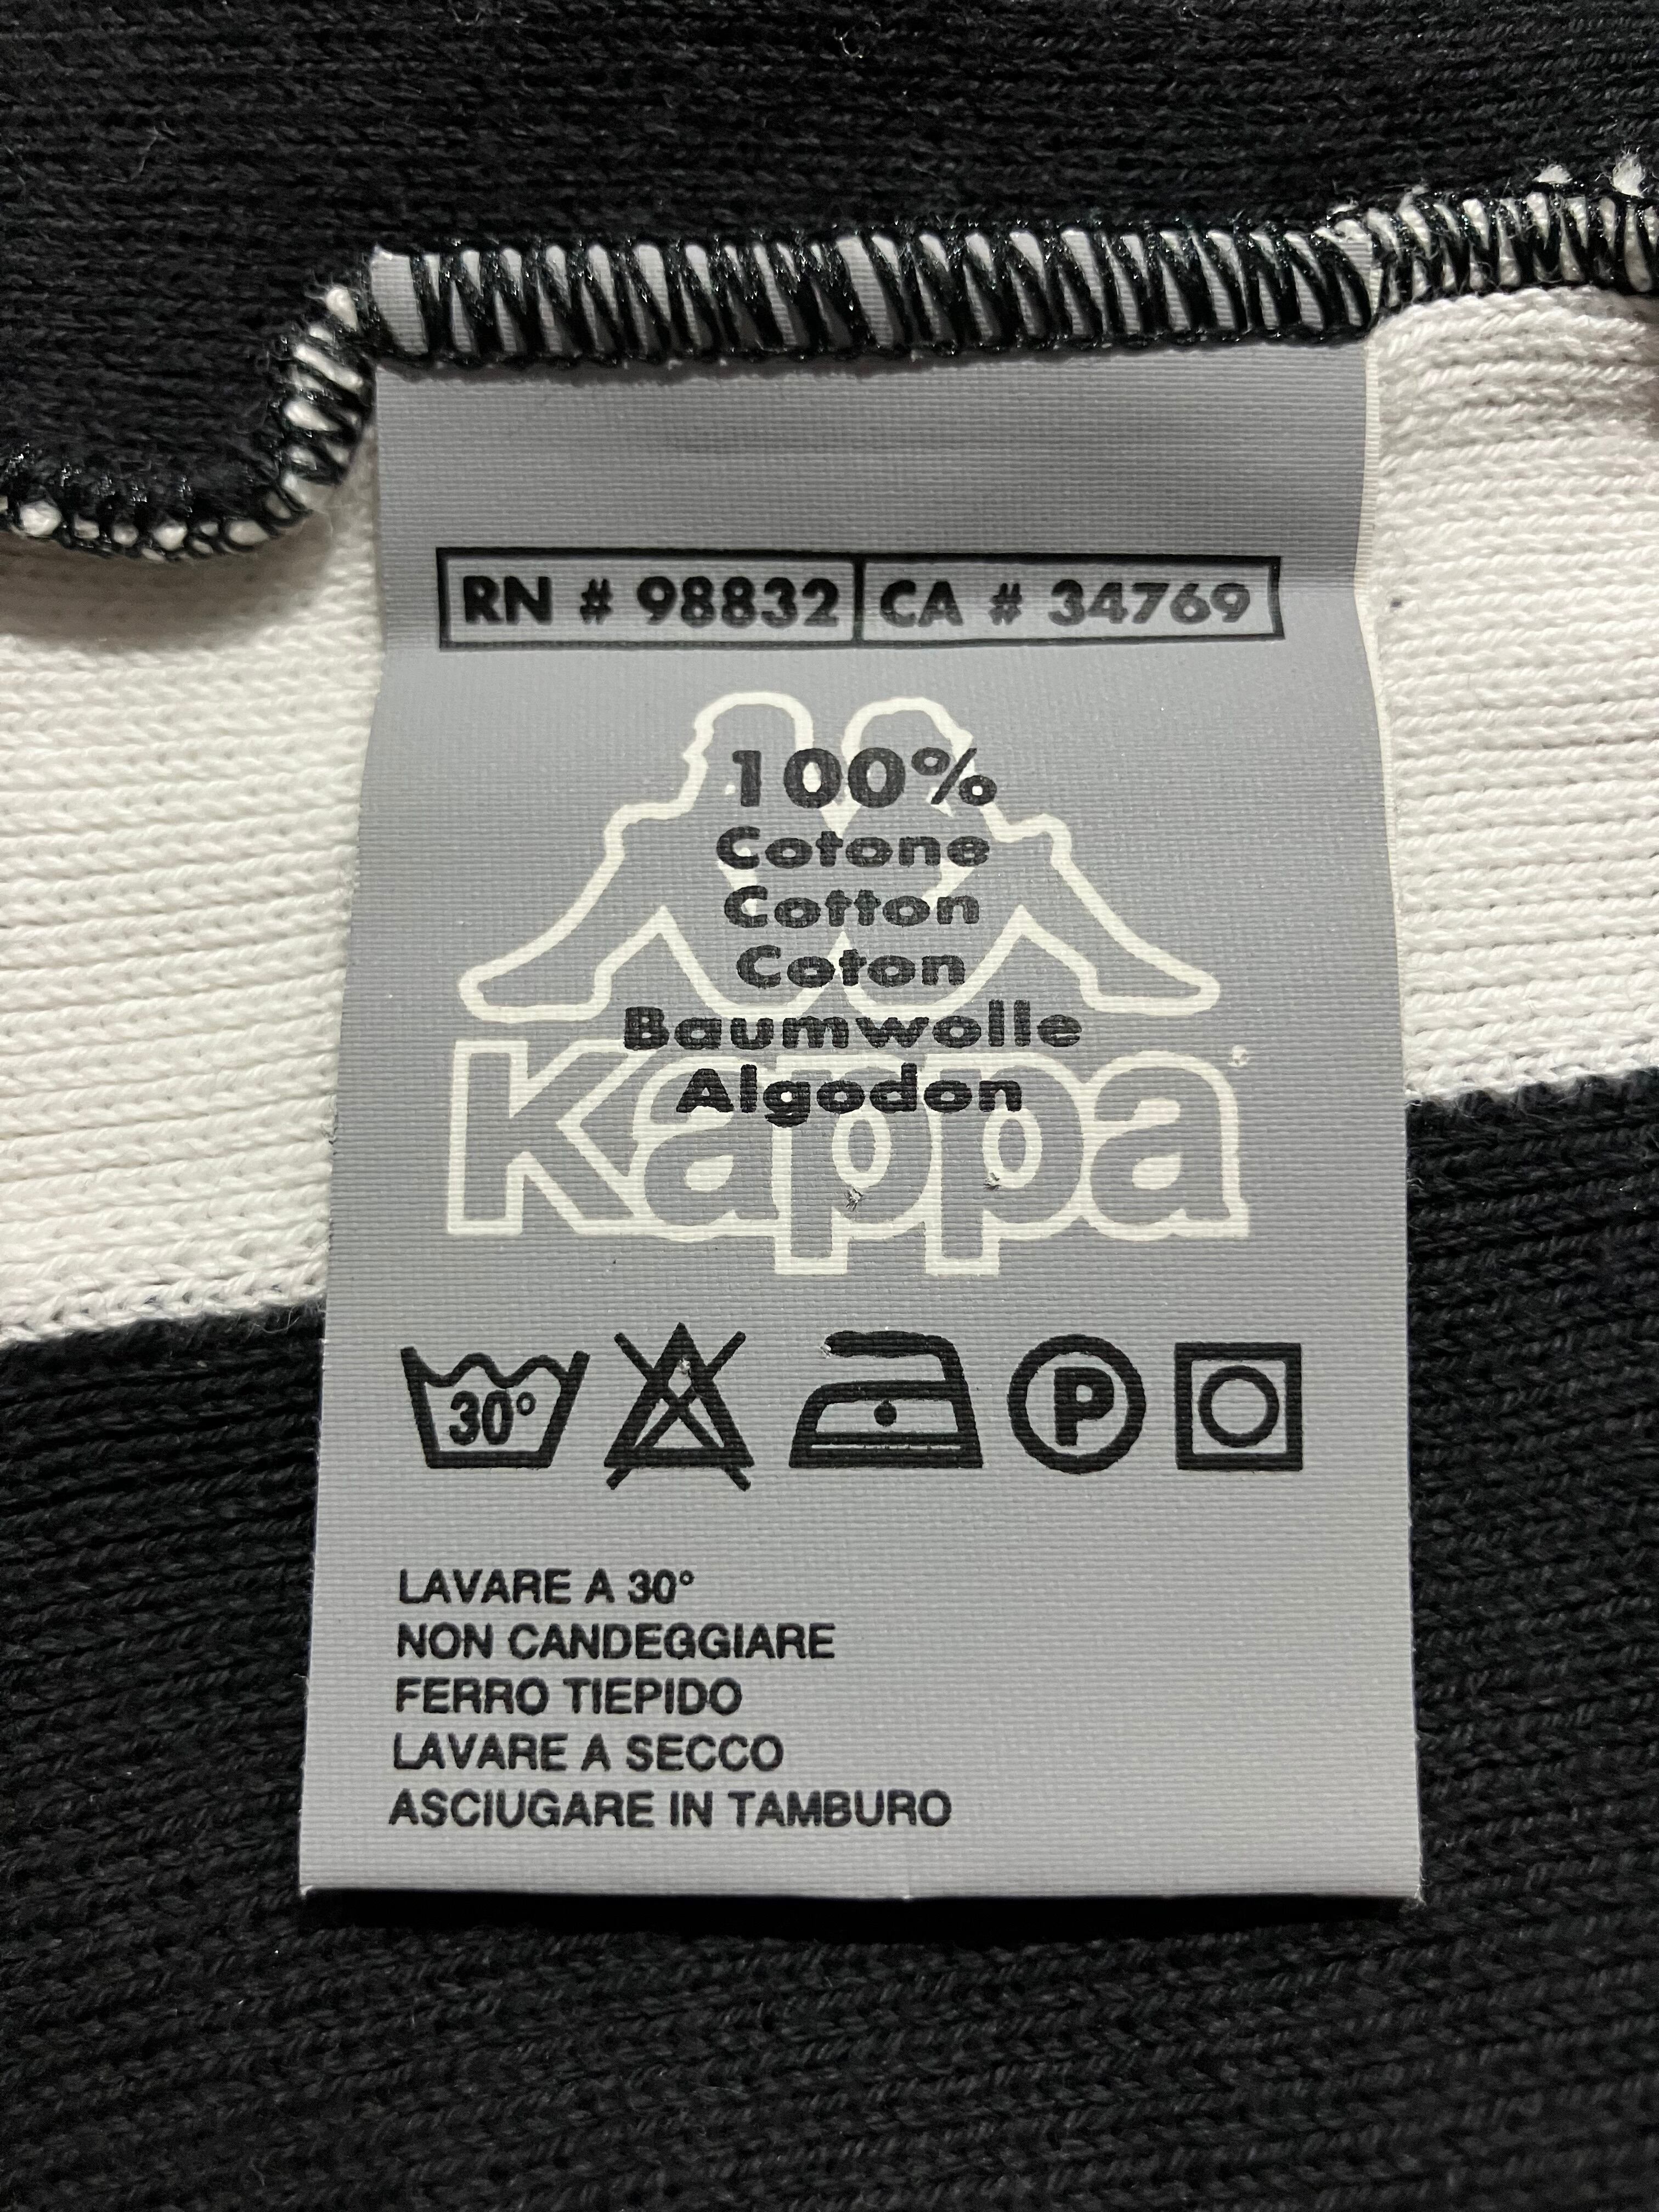 RN # 98832 CA # 34769
100%
Cotone
Cotton
Coton
Baumwolle
Algodon
Kappa
30°
P
LAVARE A 30°
NON CANDEGGIARE
FERRO TIEPIDO
LAVARE A SECCO
ASCIUGARE IN TAMBURO